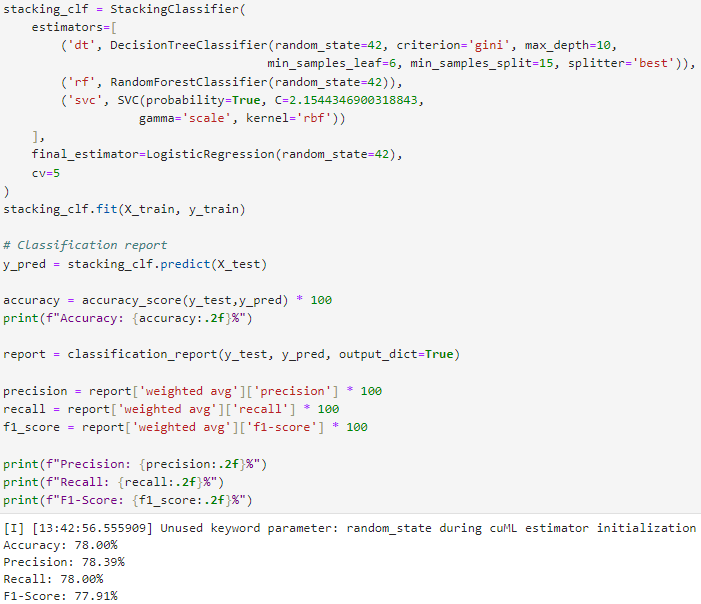 stacking_clf = StackingClassifier(
    estimators=[
        ('dt', DecisionTreeClassifier(random_state=42, criterion='gini', max_depth=10,
                                    min_samples_leaf=6, min_samples_split=15, splitter='best')),
        ('rf', RandomForestClassifier(random_state=42)),
        ('svc', SVC(probability=True, C=2.1544346900318843,
                   gamma='scale', kernel='rbf'))
    ],
    final_estimator=LogisticRegression(random_state=42),
    cv=5
)
stacking_clf.fit(X_train, y_train)

# Classification report
y_pred = stacking_clf.predict(X_test)

accuracy = accuracy_score(y_test,y_pred) * 100
print(f"Accuracy: {accuracy:.2f}%")

report = classification_report(y_test, y_pred, output_dict=True)

precision = report['weighted avg']['precision'] * 100
recall = report['weighted avg']['recall'] * 100
f1_score = report['weighted avg']['f1-score'] * 100

print(f"Precision: {precision:.2f}%")
print(f"Recall: {recall:.2f}%")
print(f"F1-Score: {f1_score:.2f}%")
[I] [13:42:56.555909] Unused keyword parameter: random_state during cuML estimator initialization
Accuracy: 78.00%
Precision: 78.39%
Recall: 78.00%
F1-Score: 77.91%